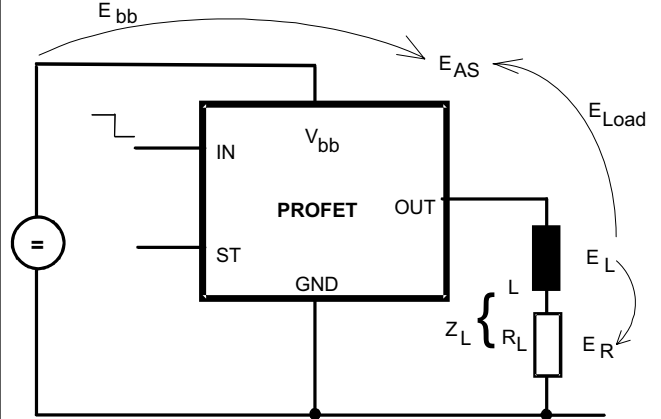 E bb
E AS
E Load
V bb
IN
PROFET
OUT
=
ST
GND
E L
L
Z L { R L
E R